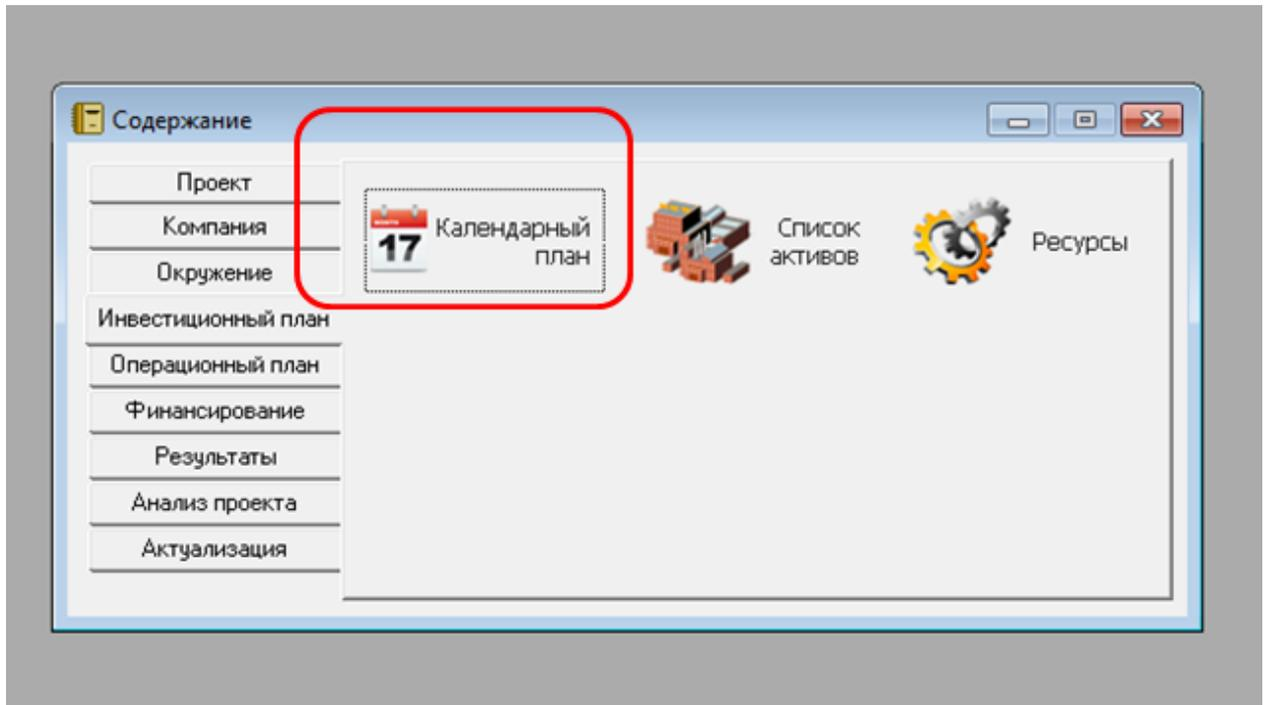 Содержание
Проект
Компания
Окружение
Инвестиционный план
Операционный план
Финансирование
Результаты
Анализ проекта
Актуализация
17
Календарный
план
Список
активов
Ресурсы